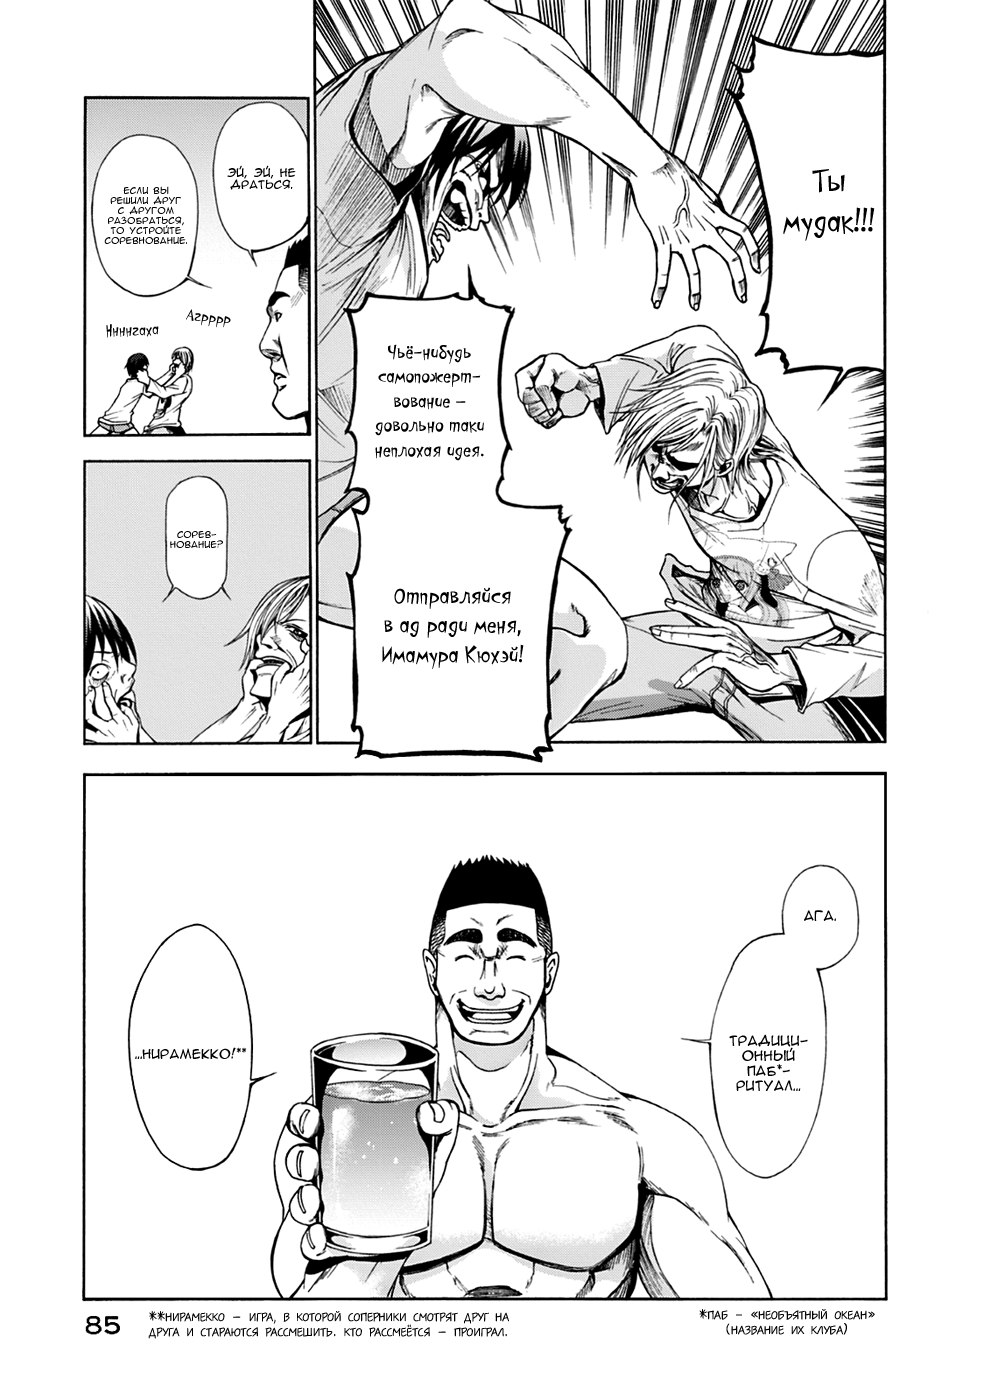 Ты
мудак!!!
Чьё-нибудь
самопожерт-
вование –
довольно таки
неплохая идея.
Отправляйся
в ад ради меня,
Имамура Кюхэй!
ЭЙ, ЭЙ, НЕ
ДРАТЬСЯ.
ЕСЛИ ВЫ
РЕШИЛИ ДРУГ
С ДРУГОМ
РАЗОБРАТЬСЯ,
ТО УСТРОЙТЕ
СОРЕВНОВАНИЕ.
Агрррр
Ннннгаха
СОРЕВ-
НОВАНИЕ?
АГА.
ТРАДИЦИ-
ОННЫЙ
ПАБ*-
РИТУАЛ...
...НИРАМЕККО!**
85
**НИРАМЕККО – ИГРА, В КОТОРОЙ СОПЕРНИКИ СМОТРЯТ ДРУГ НА
ДРУГА И СТАРАЮТСЯ РАССМЕШИТЬ. КТО РАССМЕЁТСЯ – ПРОИГРАЛ.
*ПАБ – «НЕОБЪЯТНЫЙ ОКЕАН»
(НАЗВАНИЕ ИХ КЛУБА)